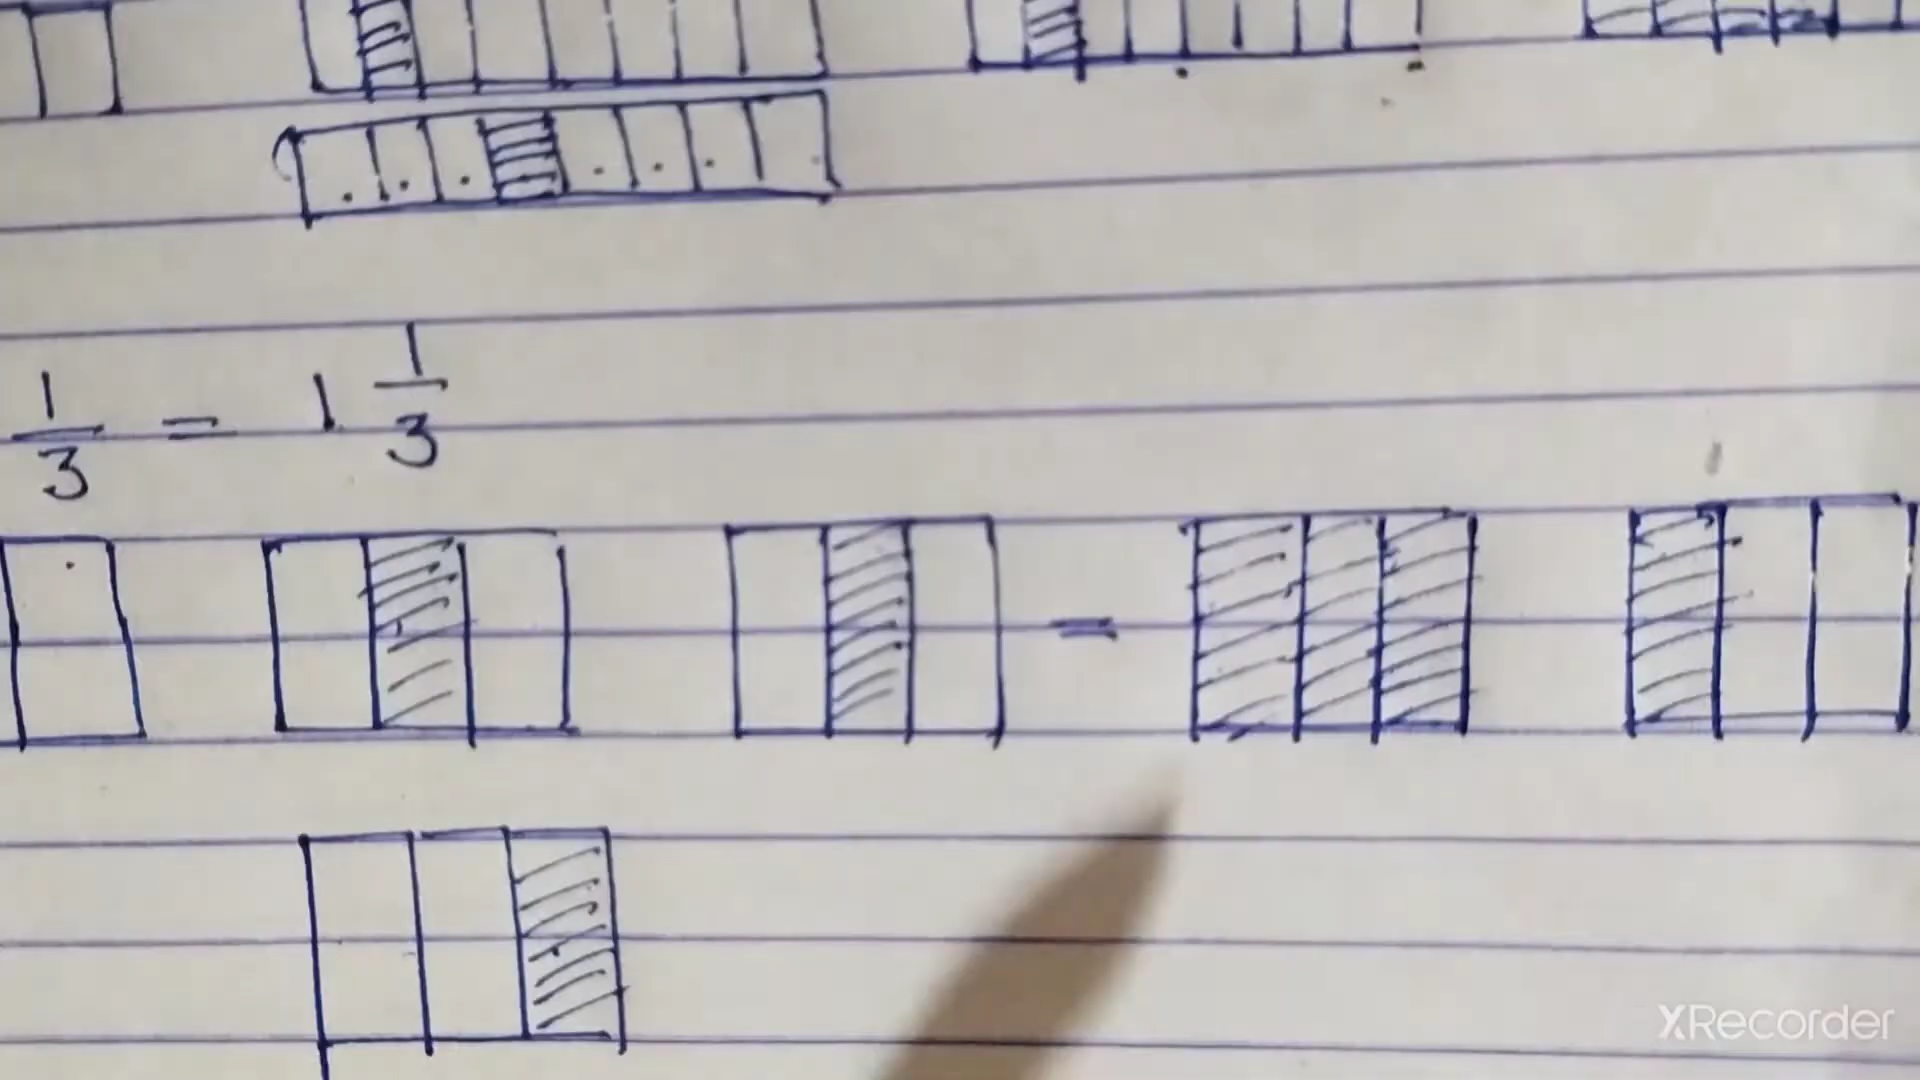 1/3 = 1 1/3
=
XRecorder